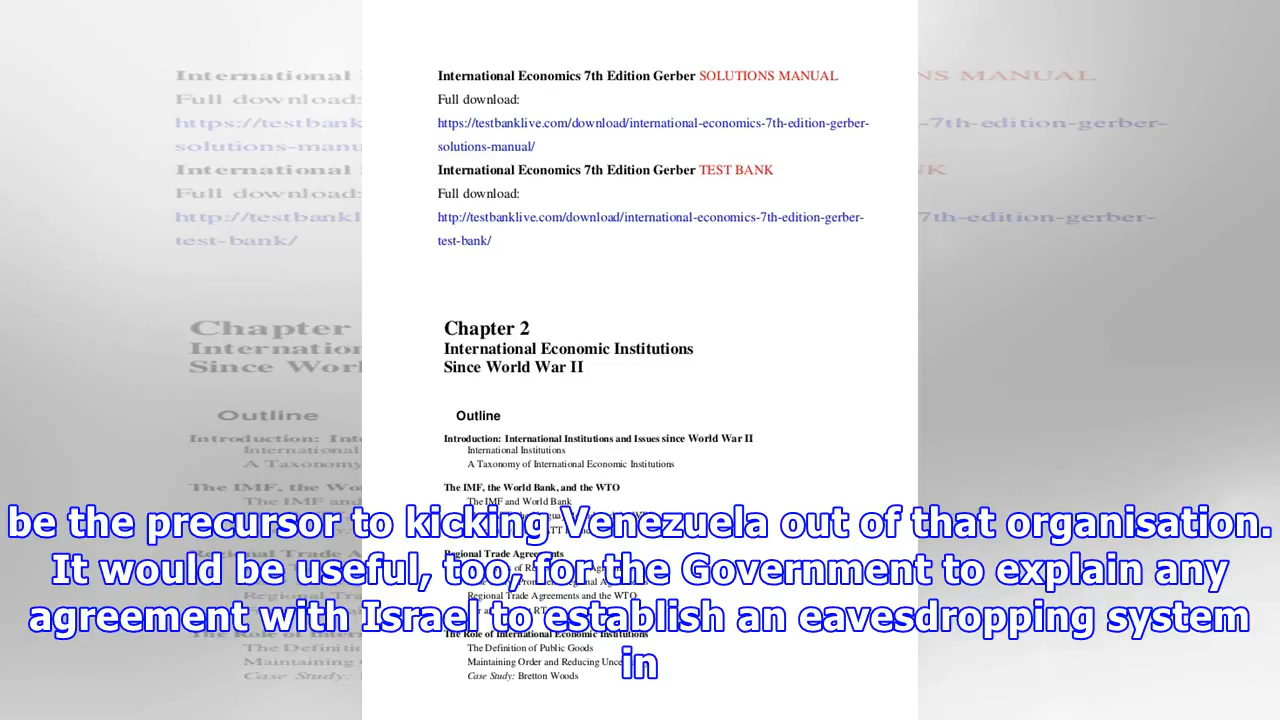 International Economics 7th Edition Gerber SOLUTIONS MANUAL
Full download:
https://testbanklive.com/download/international-economics-7th-edition-gerber-
solutions-manual/
International Economics 7th Edition Gerber TEST BANK
Full download:
http://testbanklive.com/download/international-economics-7th-edition-gerber-
test-bank/
Chapter 2
International Economic Institutions
Since World War II
Outline
Introduction: International Institutions and Issues since World War II
International Institutions
A Taxonomy of International Economic Institutions
The IMF, the World Bank, and the WTO
The IMF and World Bank
Regional Trade Agreements
Regional Trade Agreements and the WTO
The Role of International Economic Institutions
The Definition of Public Goods
Maintaining Order and Reducing
Case Study: Bretton Woods
be the precursor to kicking Venezuela out of that organisation.
It would be useful, too, for the Government to explain any
agreement with Israel to establish an eavesdropping system
in